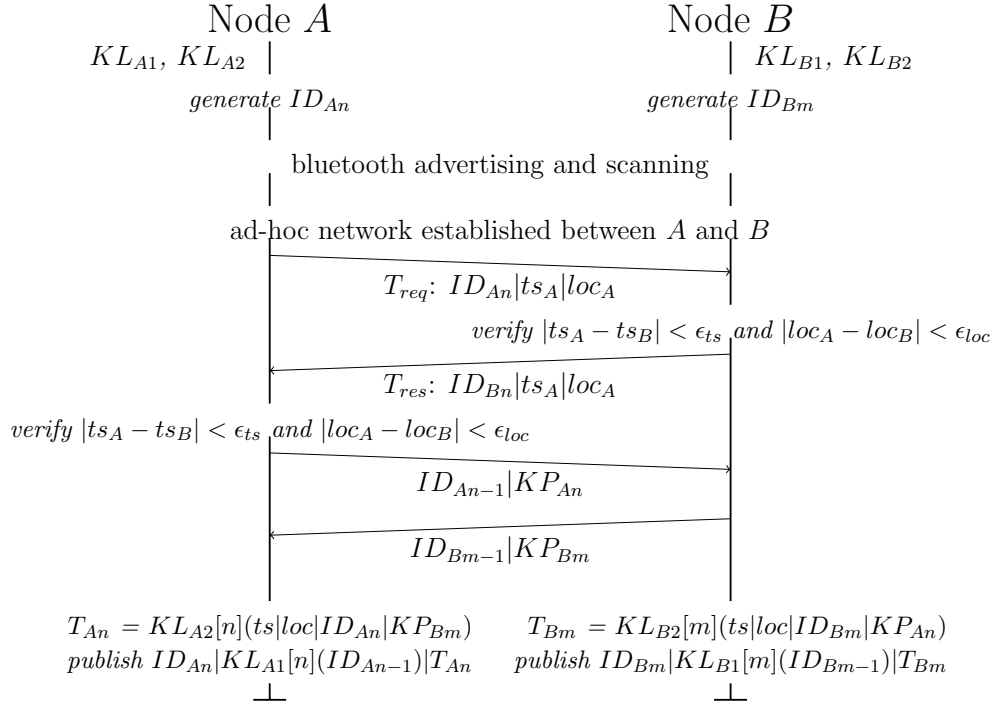 Node A Node B
KL_{A1}, KL_{A2} KL_{B1}, KL_{B2}
generate ID_{An} generate ID_{Bm}
bluetooth advertising and scanning
ad-hoc network established between A and B
T_{req}: ID_{An}|ts_A|loc_A
verify |ts_A − ts_B| < ϵ_{ts} and |loc_A − loc_B| < ϵ_{loc}
T_{res}: ID_{Bn}|ts_A|loc_A
verify |ts_A − ts_B| < ϵ_{ts} and |loc_A − loc_B| < ϵ_{loc}
ID_{An−1}|KP_{An}
ID_{Bm−1}|KP_{Bm}
T_{An} = KL_{A2}[n](ts|loc|ID_{An}|KP_{Bm}) T_{Bm} = KL_{B2}[m](ts|loc|ID_{Bm}|KP_{An})
publish ID_{An}|KL_{A1}[n](ID_{An−1})|T_{An} publish ID_{Bm}|KL_{B1}[m](ID_{Bm−1})|T_{Bm}